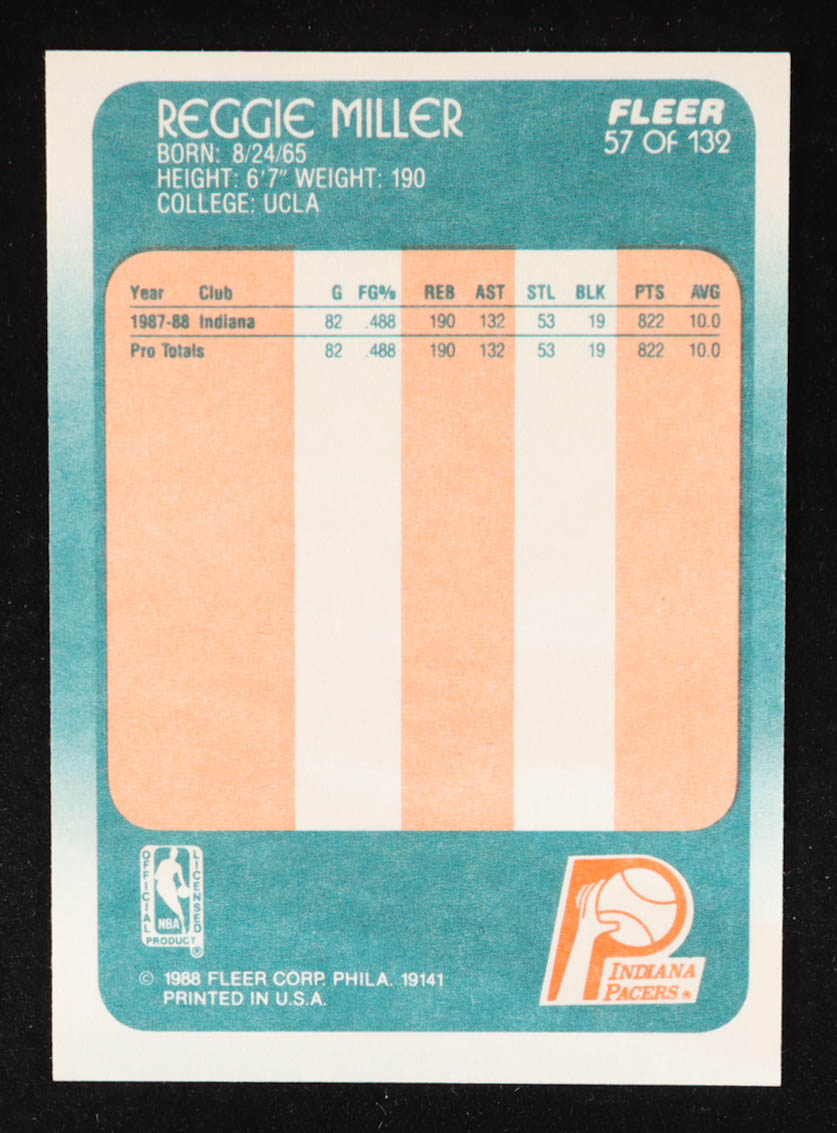 REGGIE MILLER
BORN: 8/24/65
HEIGHT: 6'7" WEIGHT: 190
COLLEGE: UCLA
FLEER
57 OF 132
Year Club G FG% REB AST STL BLK PTS AVG
1987-88 Indiana 82 .488 190 132 53 19 822 10.0
Pro Totals 82 .488 190 132 53 19 822 10.0
OFFICIAL LICENSED
NBA
PRODUCT ®
© 1988 FLEER CORP. PHILA. 19141
PRINTED IN U.S.A.
INDIANA
PACERS